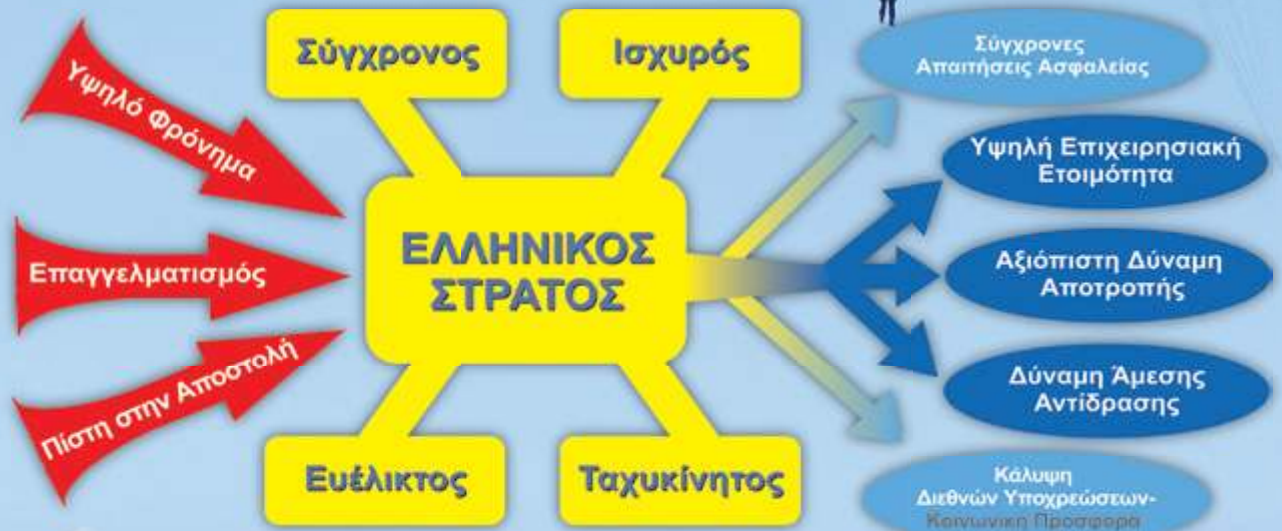 Υψηλό Φρόνημα
Επαγγελματισμός
Πίστη στην Αποστολή
Σύγχρονος
Ισχυρός
ΕΛΛΗΝΙΚΟΣ
ΣΤΡΑΤΟΣ
Ευέλικτος
Ταχυκίνητος
Σύγχρονες
Απαιτήσεις Ασφαλείας
Υψηλή Επιχειρησιακή
Ετοιμότητα
Αξιόπιστη Δύναμη
Αποτροπής
Δύναμη Άμεσης
Αντίδρασης
Κάλυψη
Διεθνών Υποχρεώσεων-
Κοινωνική Προσφορά